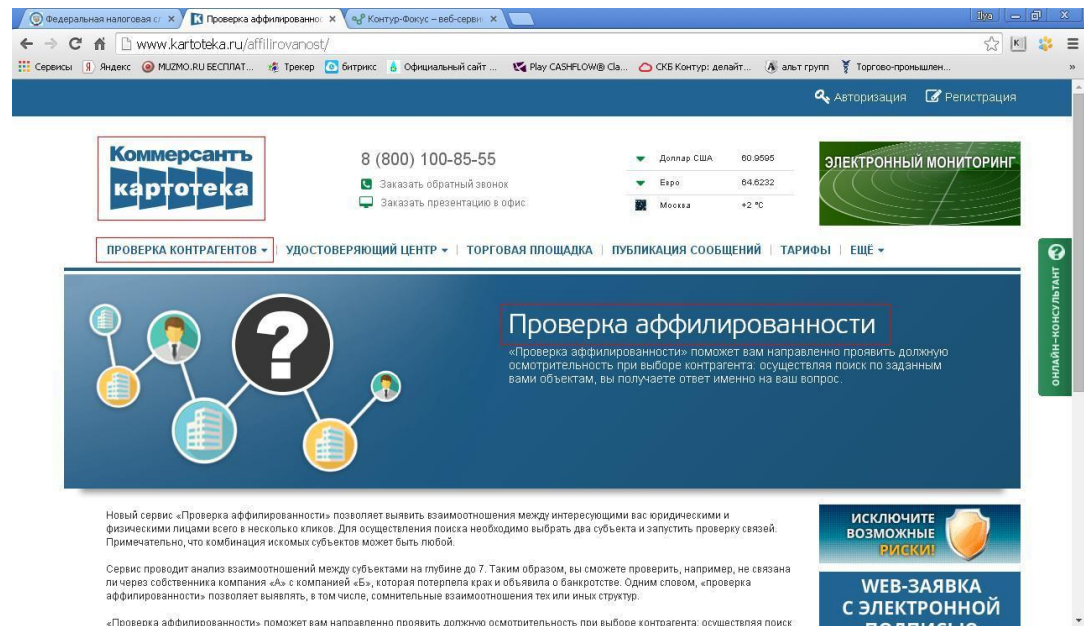 Федеральная налоговая сл
Проверка аффилированнос
Контур-Фокус – веб-серви
Ilya
www.kartoteka.ru/affilirovanost/
Сервисы Яндекс MUZMO.RU БЕСПЛАТ... Трекер битрикс Официальный сайт ... Play CASHFLOW® Cla... СКБ Контур: делайт... альт групп Торгово-промышлен... »
Авторизация Регистрация
Коммерсантъ
картотека
8 (800) 100-85-55
Заказать обратный звонок
Заказать презентацию в офис
Доллар США 60.9595
Евро 64.6232
Москва +2 °C
ЭЛЕКТРОННЫЙ МОНИТОРИНГ
ПРОВЕРКА КОНТРАГЕНТОВ | УДОСТОВЕРЯЮЩИЙ ЦЕНТР | ТОРГОВАЯ ПЛОЩАДКА | ПУБЛИКАЦИЯ СООБЩЕНИЙ | ТАРИФЫ | ЕЩЁ
?
ОНЛАЙН-КОНСУЛЬТАНТ
?
Проверка аффилированности
«Проверка аффилированности» поможет вам направленно проявить должную
осмотрительность при выборе контрагента: осуществляя поиск по заданным
вами объектам, вы получаете ответ именно на ваш вопрос.
Новый сервис «Проверка аффилированности» позволяет выявить взаимоотношения между интересующими вас юридическими и
физическими лицами всего в несколько кликов. Для осуществления поиска необходимо выбрать два субъекта и запустить проверку связей.
Примечательно, что комбинация искомых субъектов может быть любой.
Сервис проводит анализ взаимоотношений между субъектами на глубине до 7. Таким образом, вы сможете проверить, например, не связана
ли через собственника компания «А» с компанией «Б», которая потерпела крах и объявила о банкротстве. Одним словом, «проверка
аффилированности» позволяет выявлять, в том числе, сомнительные взаимоотношения тех или иных структур.
«Проверка аффилированности» поможет вам направленно проявить должную осмотрительность при выборе контрагента: осуществляя поиск
ИСКЛЮЧИТЕ
ВОЗМОЖНЫЕ
РИСКИ!
WEB-ЗАЯВКА
С ЭЛЕКТРОННОЙ
ПОДПИСЬЮ